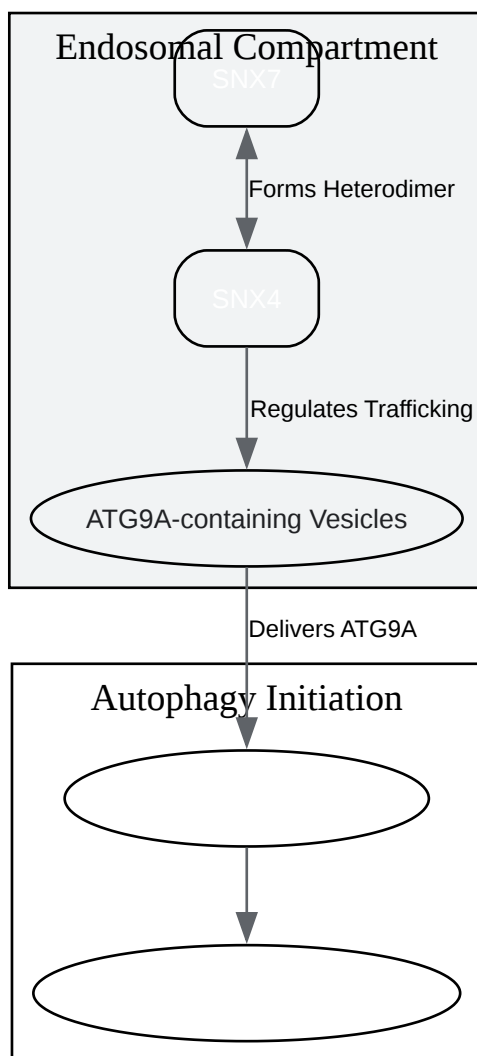 Endosomal Compartment
SNX7
Forms Heterodimer
SNX4
Regulates Trafficking
ATG9A-containing Vesicles
Delivers ATG9A
Autophagy Initiation